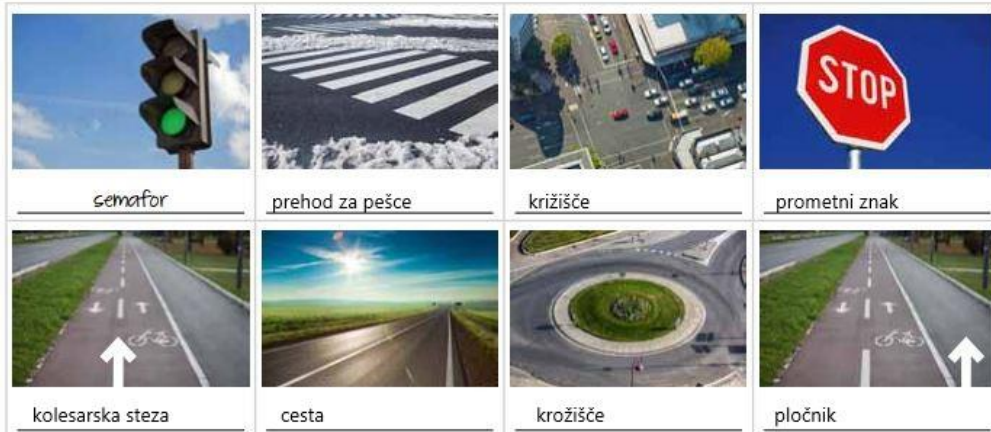 STOP
semafor
prehod za pešce
križišče
prometni znak
kolesarska steza
cesta
krožišče
pločnik